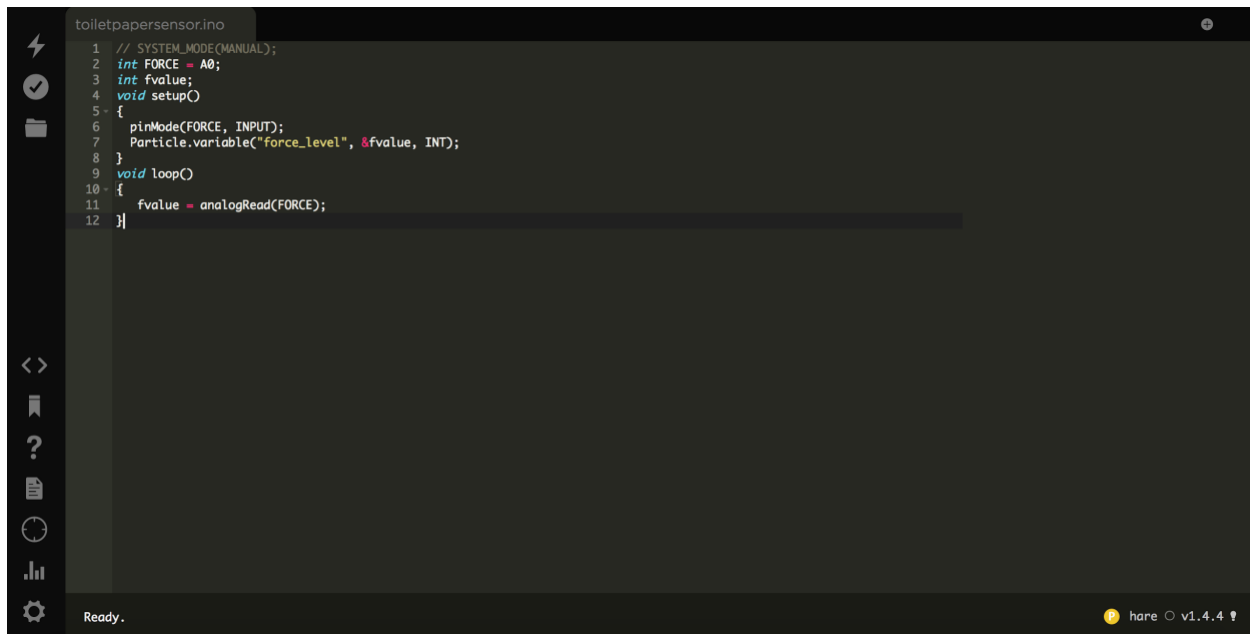 toiletpapersensor.ino
1 // SYSTEM_MODE(MANUAL);
2 int FORCE = A0;
3 int fvalue;
4 void setup()
5 {
6 pinMode(FORCE, INPUT);
7 Particle.variable("force_level", &fvalue, INT);
8 }
9 void loop()
10 {
11 fvalue = analogRead(FORCE);
12 }
Ready.
P hare v1.4.4